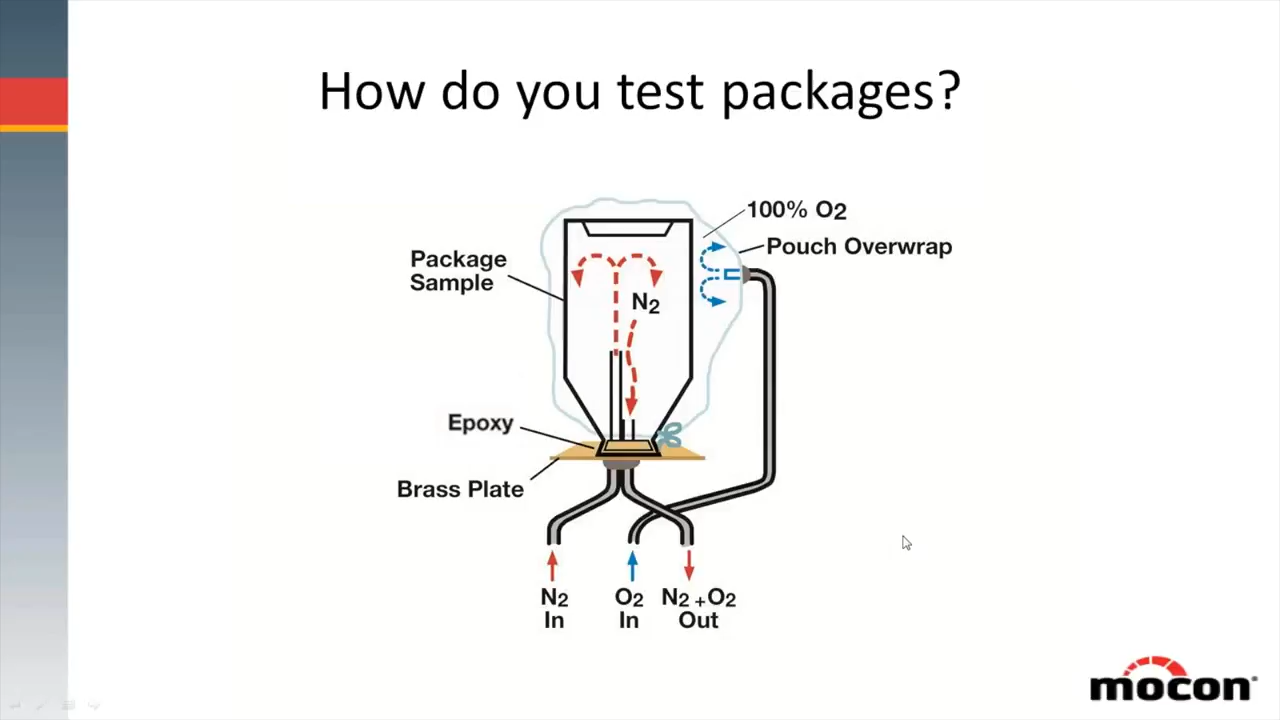 How do you test packages?
100% O2
Pouch Overwrap
Package
Sample
N2
Epoxy
Brass Plate
N2
In
O2
In
N2 + O2
Out
mocon®